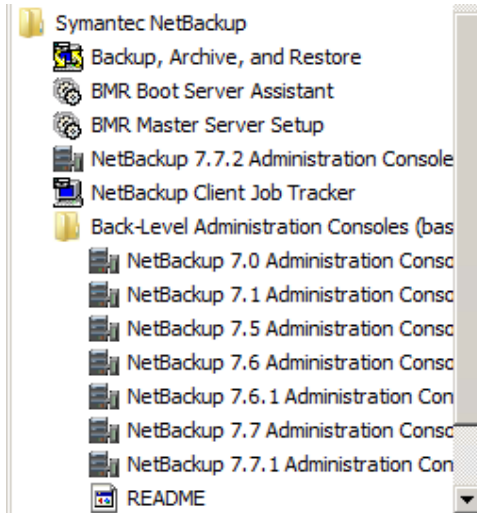 Symantec NetBackup
Backup, Archive, and Restore
BMR Boot Server Assistant
BMR Master Server Setup
NetBackup 7.7.2 Administration Console
NetBackup Client Job Tracker
Back-Level Administration Consoles (bas
NetBackup 7.0 Administration Conso
NetBackup 7.1 Administration Conso
NetBackup 7.5 Administration Conso
NetBackup 7.6 Administration Conso
NetBackup 7.6.1 Administration Con
NetBackup 7.7 Administration Conso
NetBackup 7.7.1 Administration Con
README